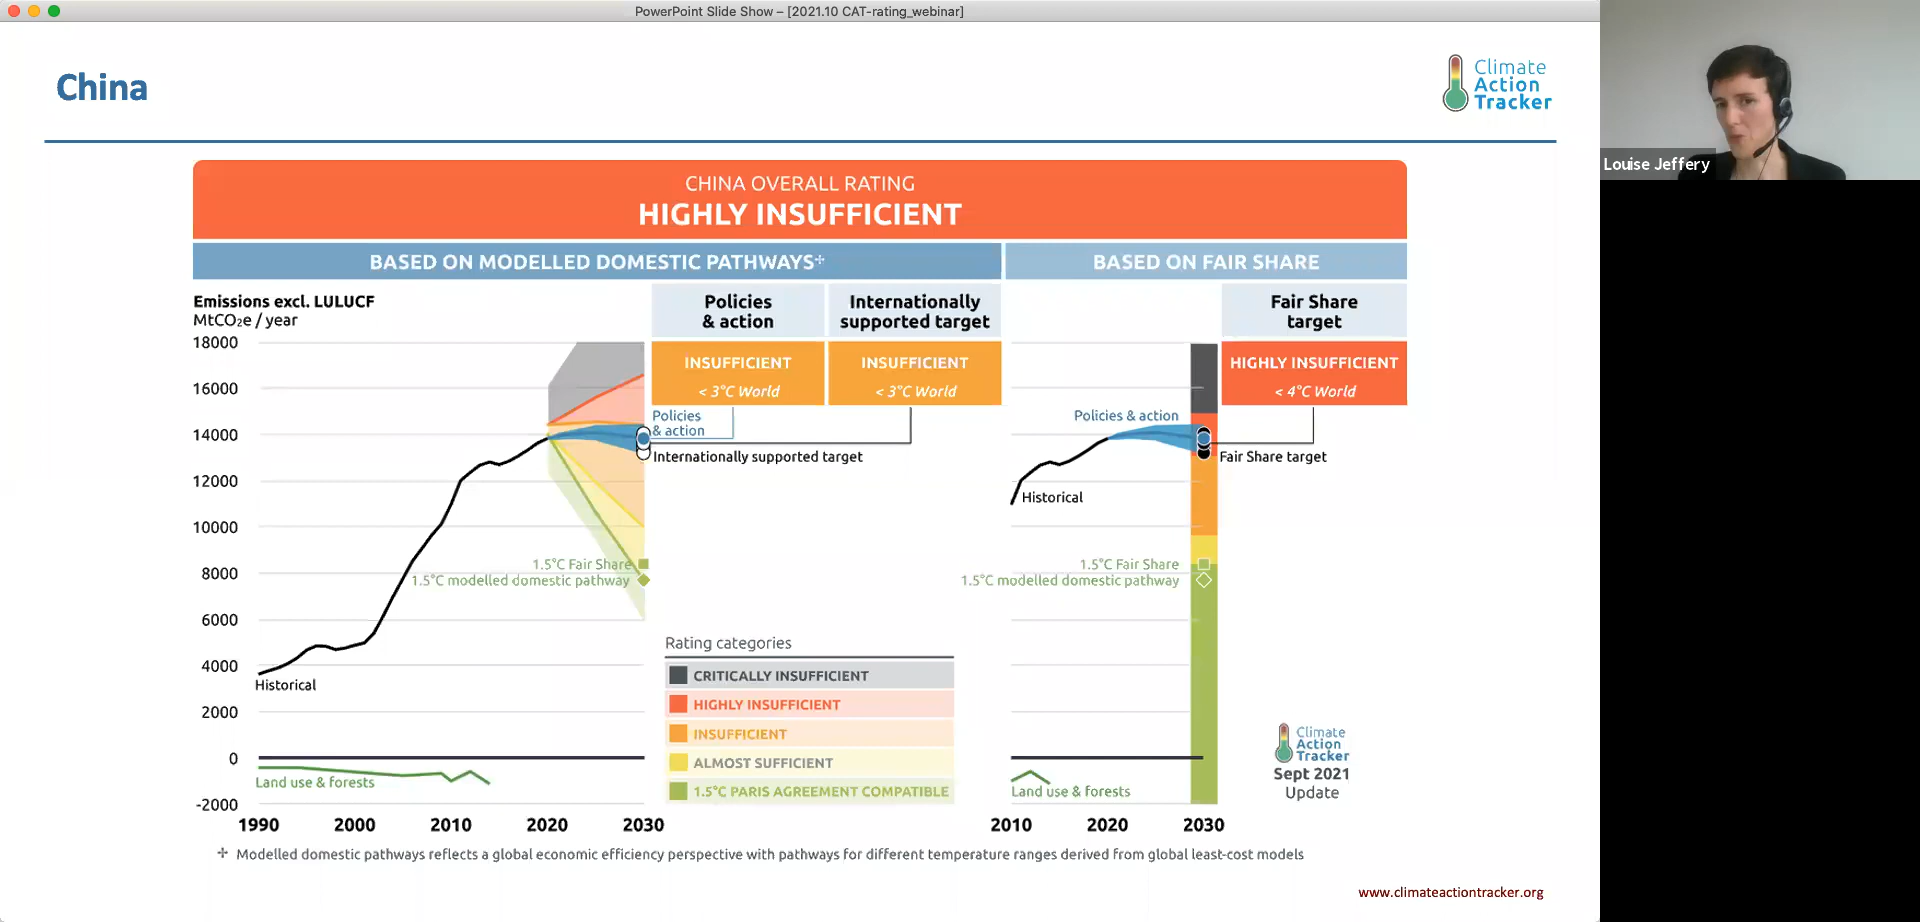 PowerPoint Slide Show – [2021.10 CAT-rating_webinar]
China
Climate
Action
Tracker
Louise Jeffery
CHINA OVERALL RATING
HIGHLY INSUFFICIENT
BASED ON MODELLED DOMESTIC PATHWAYS✢
BASED ON FAIR SHARE
Emissions excl. LULUCF
MtCO₂e / year
Policies
& action
Internationally
supported target
Fair Share
target
INSUFFICIENT
< 3°C World
INSUFFICIENT
< 3°C World
HIGHLY INSUFFICIENT
< 4°C World
18000
16000
14000
12000
10000
8000
6000
4000
2000
0
-2000
Policies
& action
Internationally supported target
1.5°C Fair Share
1.5°C modelled domestic pathway
Historical
Land use & forests
1990
2000
2010
2020
2030
Rating categories
CRITICALLY INSUFFICIENT
HIGHLY INSUFFICIENT
INSUFFICIENT
ALMOST SUFFICIENT
1.5°C PARIS AGREEMENT COMPATIBLE
Policies & action
Fair Share target
Historical
1.5°C Fair Share
1.5°C modelled domestic pathway
Land use & forests
2010
2020
2030
Climate
Action
Tracker
Sept 2021
Update
✢ Modelled domestic pathways reflects a global economic efficiency perspective with pathways for different temperature ranges derived from global least-cost models
www.climateactiontracker.org